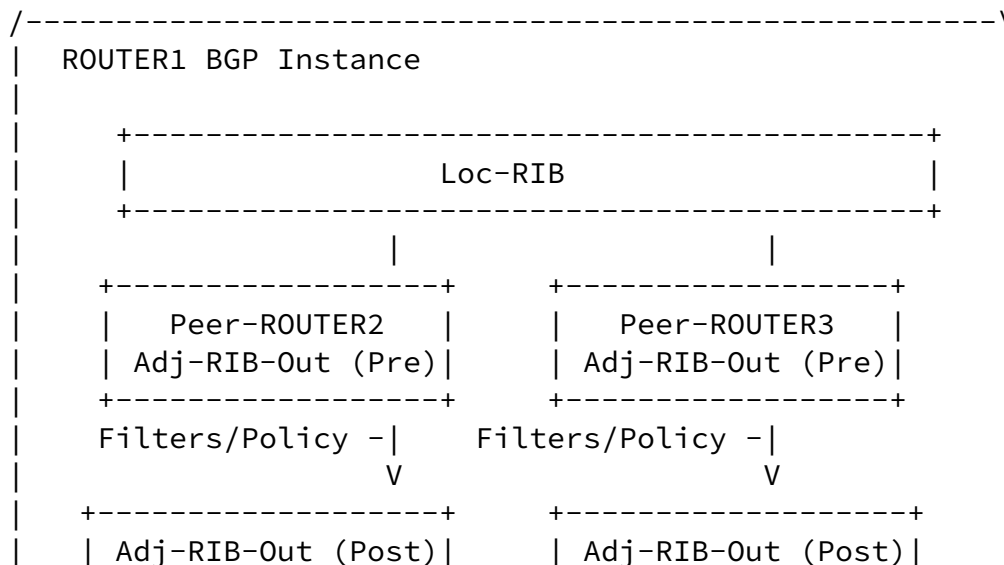 /------------------------------------------------------\
|  ROUTER1 BGP Instance
|
|     +--------------------------------------------+
|     |                 Loc-RIB                    |
|     +--------------------------------------------+
|                    |                    |
|    +------------------+     +------------------+
|    |   Peer-ROUTER2   |     |   Peer-ROUTER3   |
|    | Adj-RIB-Out (Pre)|     | Adj-RIB-Out (Pre)|
|    +------------------+     +------------------+
|    Filters/Policy -|    Filters/Policy -|
|                    V                    V
|   +-------------------+     +-------------------+
|   | Adj-RIB-Out (Post)|     | Adj-RIB-Out (Post)|